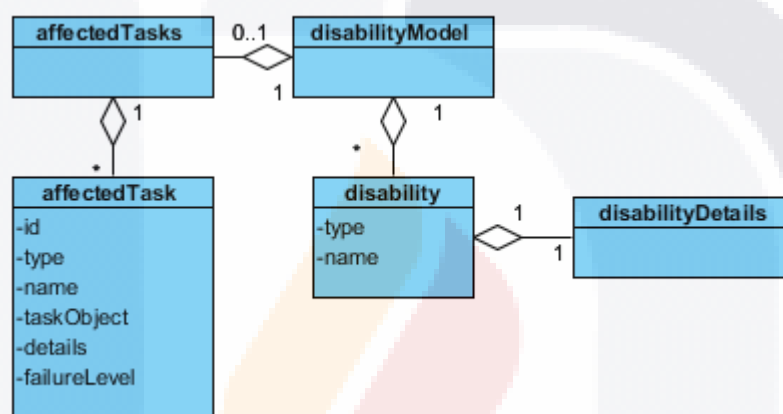 affectedTasks
0..1
disabilityModel
1
1
1
*
*
affectedTask
-id
-type
-name
-taskObject
-details
-failureLevel
disability
-type
-name
1
1
disabilityDetails